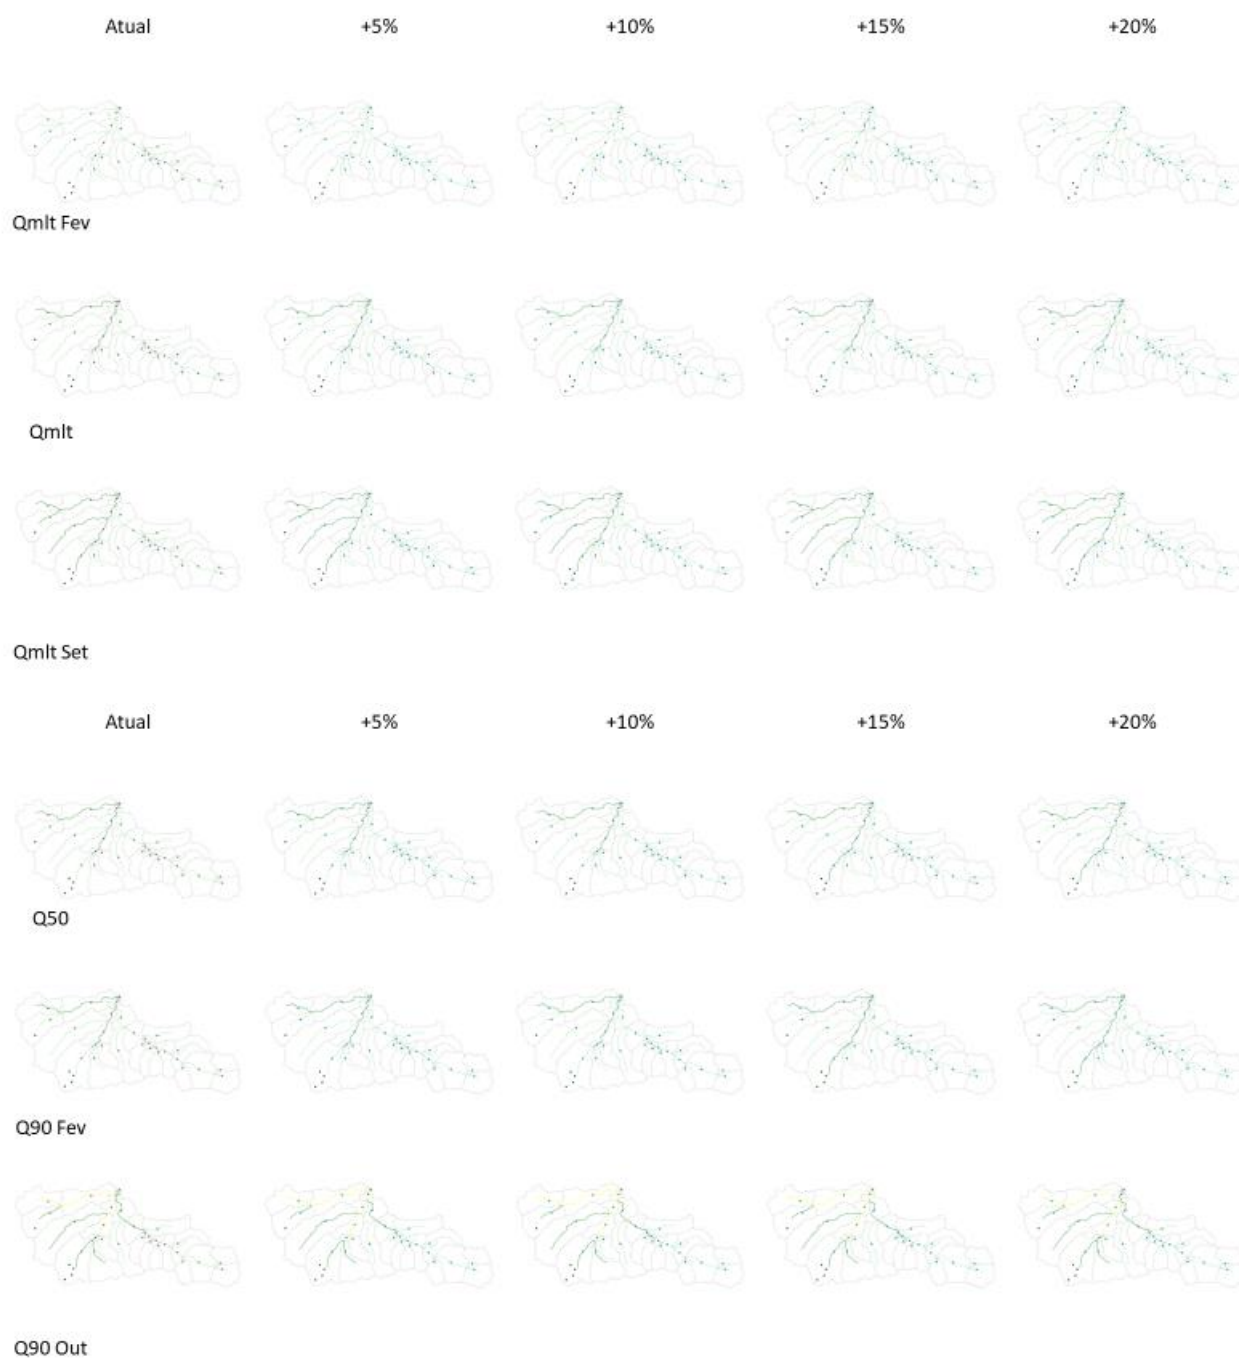 Atual +5% +10% +15% +20%
Qmlt Fev
Qmlt
Qmlt Set
Atual +5% +10% +15% +20%
Q50
Q90 Fev
Q90 Out